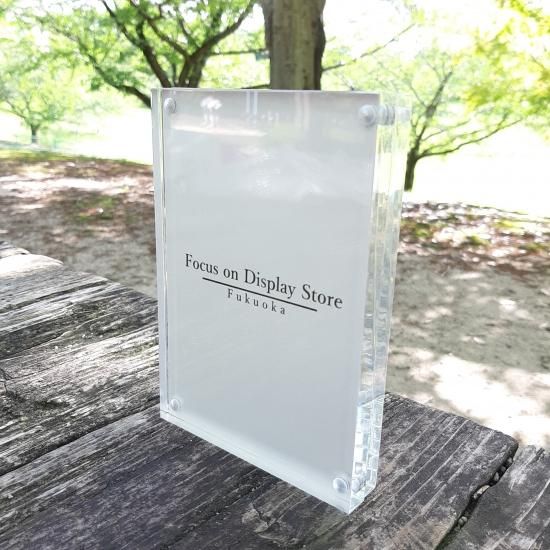 Focus on Display Store
Fukuoka